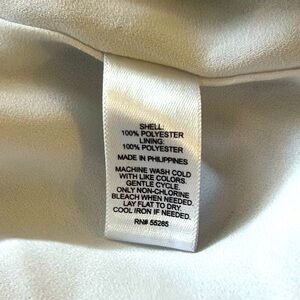 SHELL:
100% POLYESTER
LINING:
100% POLYESTER
MADE IN PHILIPPINES
MACHINE WASH COLD
WITH LIKE COLORS.
GENTLE CYCLE.
ONLY NON-CHLORINE
BLEACH WHEN NEEDED.
LAY FLAT TO DRY.
COOL IRON IF NEEDED.
RN# 55285